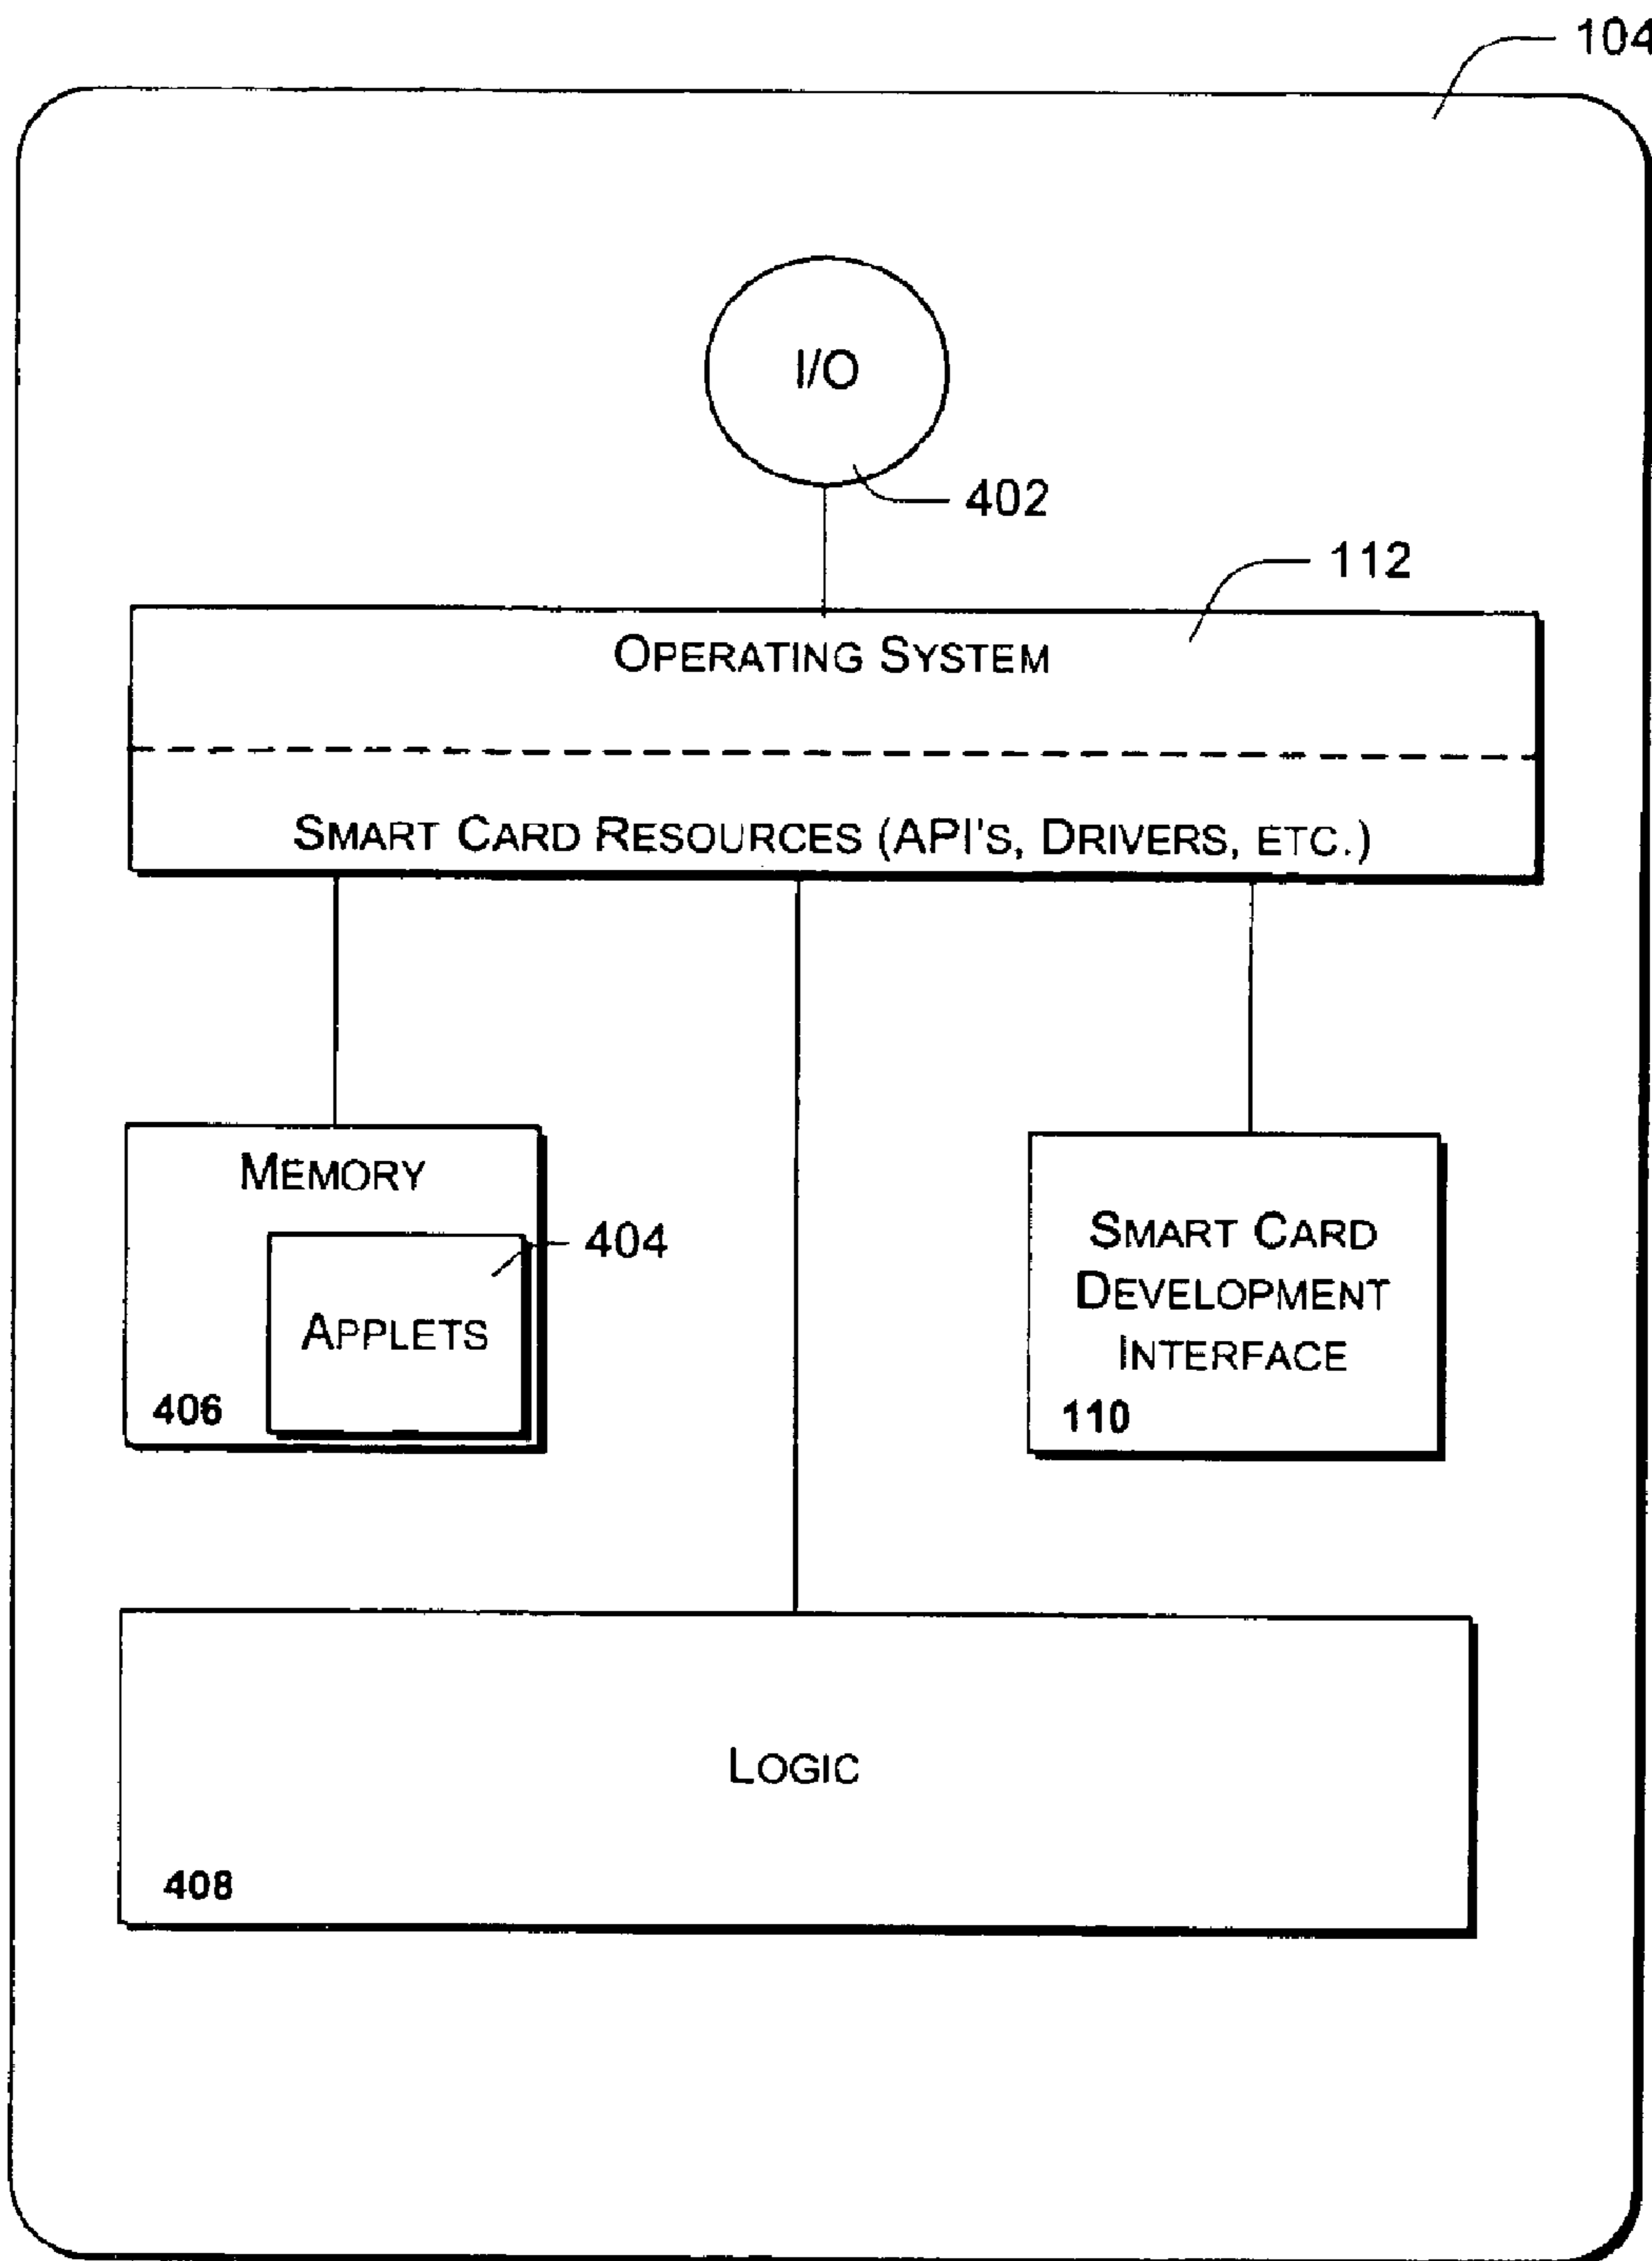 104
I/O
402
112
OPERATING SYSTEM
SMART CARD RESOURCES (API'S, DRIVERS, ETC.)
MEMORY
404
APPLETS
406
SMART CARD
DEVELOPMENT
INTERFACE
110
LOGIC
408